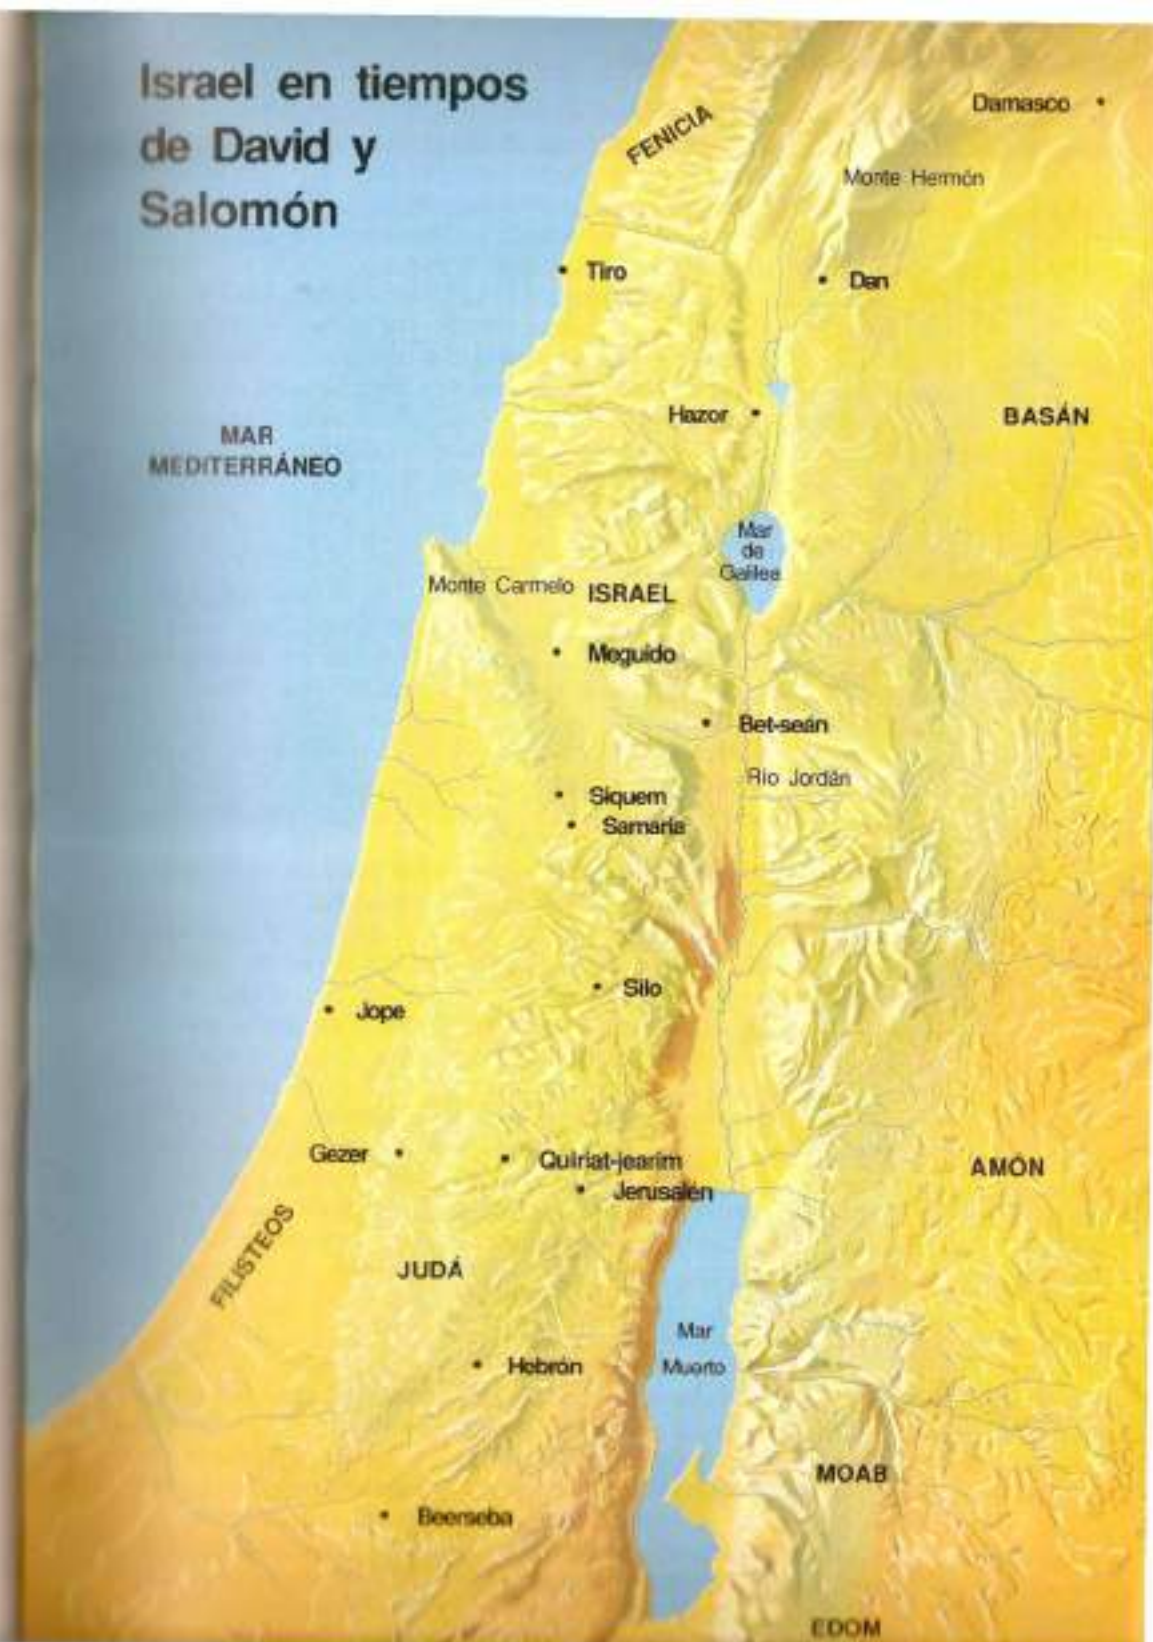 Israel en tiempos
de David y
Salomón
FENICIA
Damasco
Monte Hermón
Tiro
Dan
Hazor
BASÁN
MAR
MEDITERRÁNEO
Mar
de
Galilea
Monte Carmelo
ISRAEL
Meguido
Bet-seán
Río Jordán
Siquem
Samaria
Silo
Jope
Gezer
Quiriat-jearim
Jerusalén
AMÓN
FILISTEOS
JUDÁ
Mar
Muerto
Hebrón
MOAB
Beerseba
EDOM